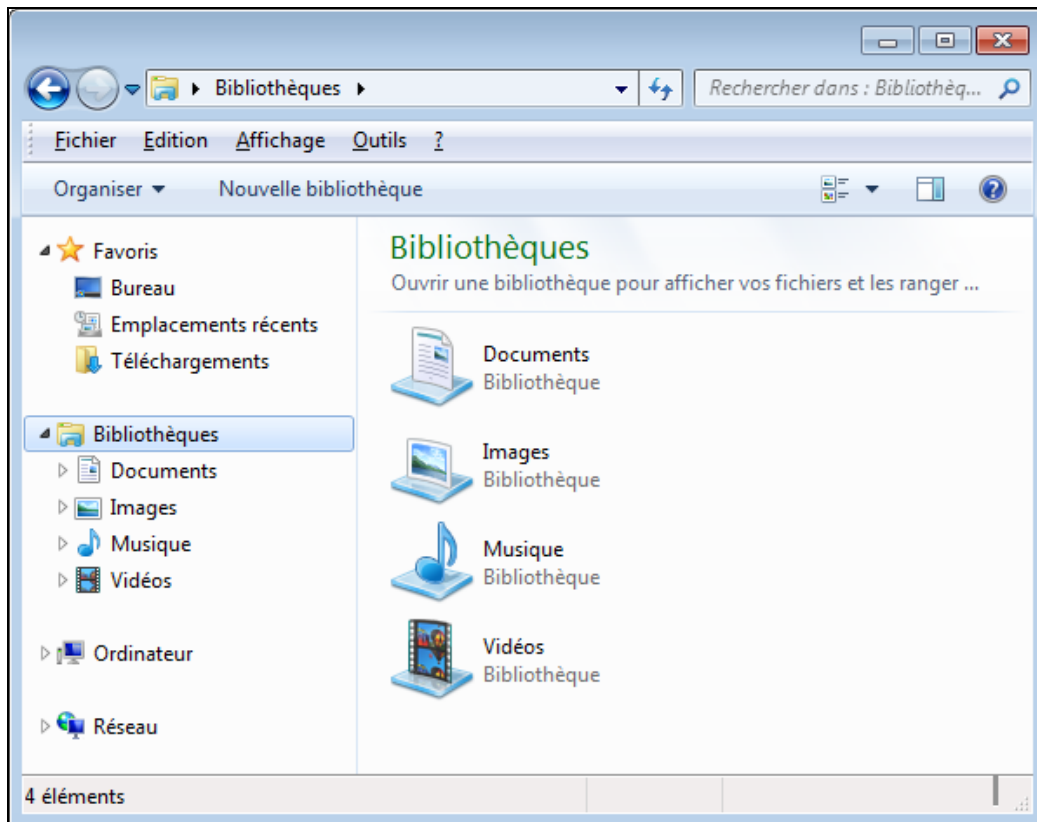 Bibliothèques
Rechercher dans : Bibliothèq...
Fichier Edition Affichage Outils ?
Organiser Nouvelle bibliothèque
Favoris
Bureau
Emplacements récents
Téléchargements
Bibliothèques
Documents
Images
Musique
Vidéos
Ordinateur
Réseau
Bibliothèques
Ouvrir une bibliothèque pour afficher vos fichiers et les ranger ...
Documents
Bibliothèque
Images
Bibliothèque
Musique
Bibliothèque
Vidéos
Bibliothèque
4 éléments